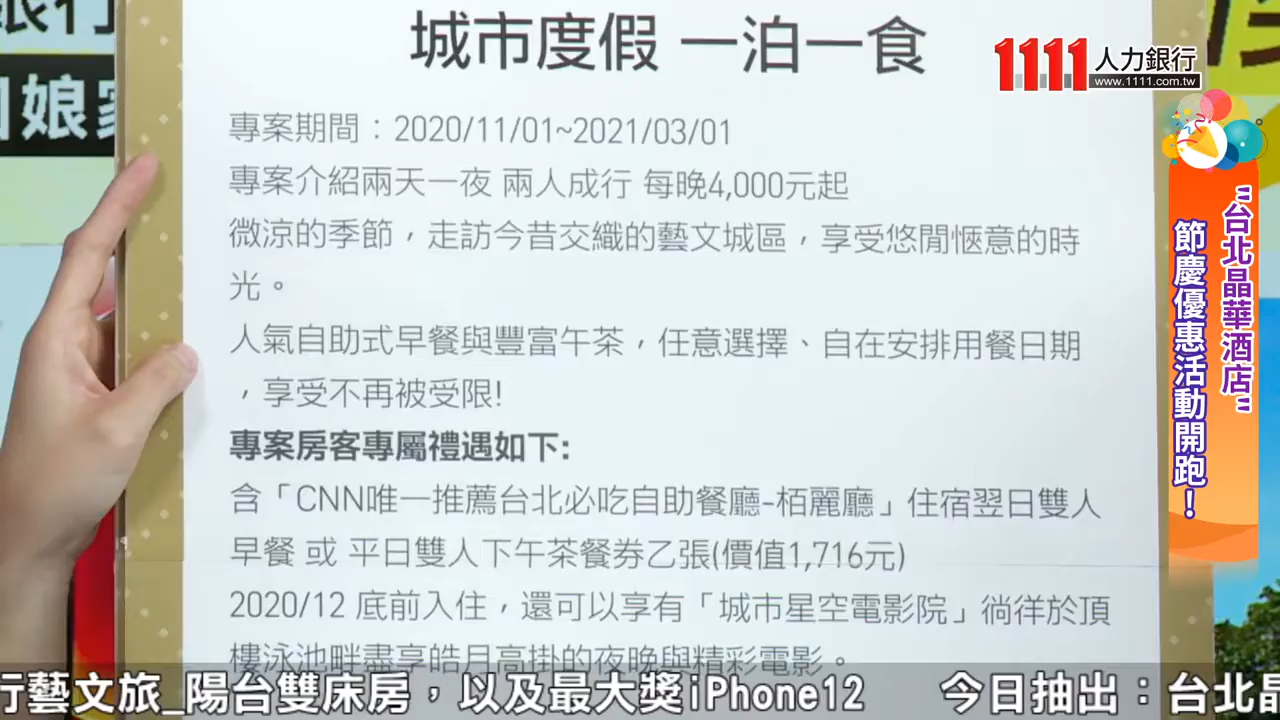 城市度假 一泊一食
專案期間：2020/11/01~2021/03/01
專案介紹兩天一夜 兩人成行 每晚4,000元起
微涼的季節，走訪今昔交織的藝文城區，享受悠閒愜意的時
光。
人氣自助式早餐與豐富午茶，任意選擇、自在安排用餐日期
，享受不再被受限!
專案房客專屬禮遇如下:
含「CNN唯一推薦台北必吃自助餐廳-栢麗廳」住宿翌日雙人
早餐 或 平日雙人下午茶餐券乙張(價值1,716元)
2020/12 底前入住，還可以享有「城市星空電影院」徜徉於頂
樓泳池畔盡享皓月高掛的夜晚與精彩電影。
1111人力銀行
www.1111.com.tw
"台北晶華酒店"
節慶優惠活動開跑！
銀行
娘家
行藝文旅_陽台雙床房，以及最大獎iPhone12 今日抽出：台北晶